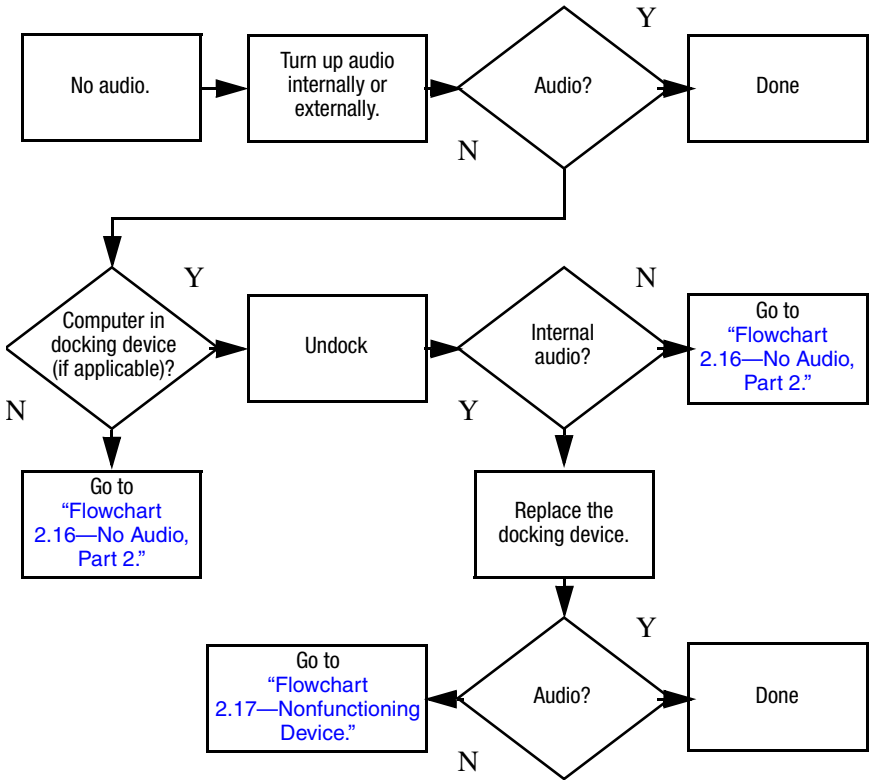 Y
No audio.
Turn up audio
internally or
externally.
Audio?
Done
N
Y
N
Computer in
docking device
(if applicable)?
Undock
Internal
audio?
Go to
“Flowchart
2.16—No Audio,
Part 2.”
N
Y
Go to
“Flowchart
2.16—No Audio,
Part 2.”
Replace the
docking device.
Y
Go to
“Flowchart
2.17—Nonfunctioning
Device.”
Audio?
Done
N